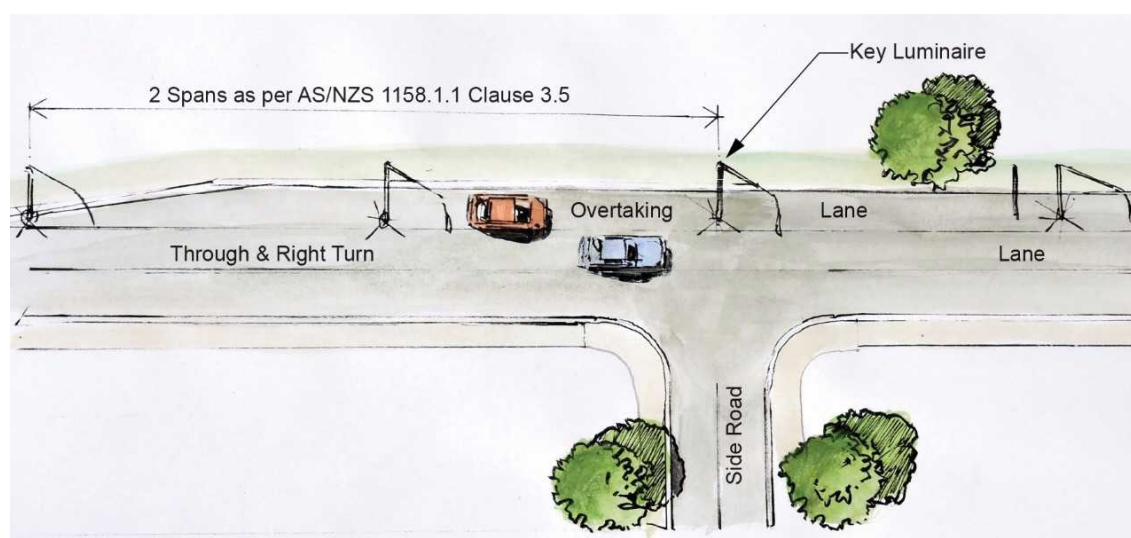 Key Luminaire
2 Spans as per AS/NZS 1158.1.1 Clause 3.5
Overtaking
Lane
Through & Right Turn
Lane
Side Road